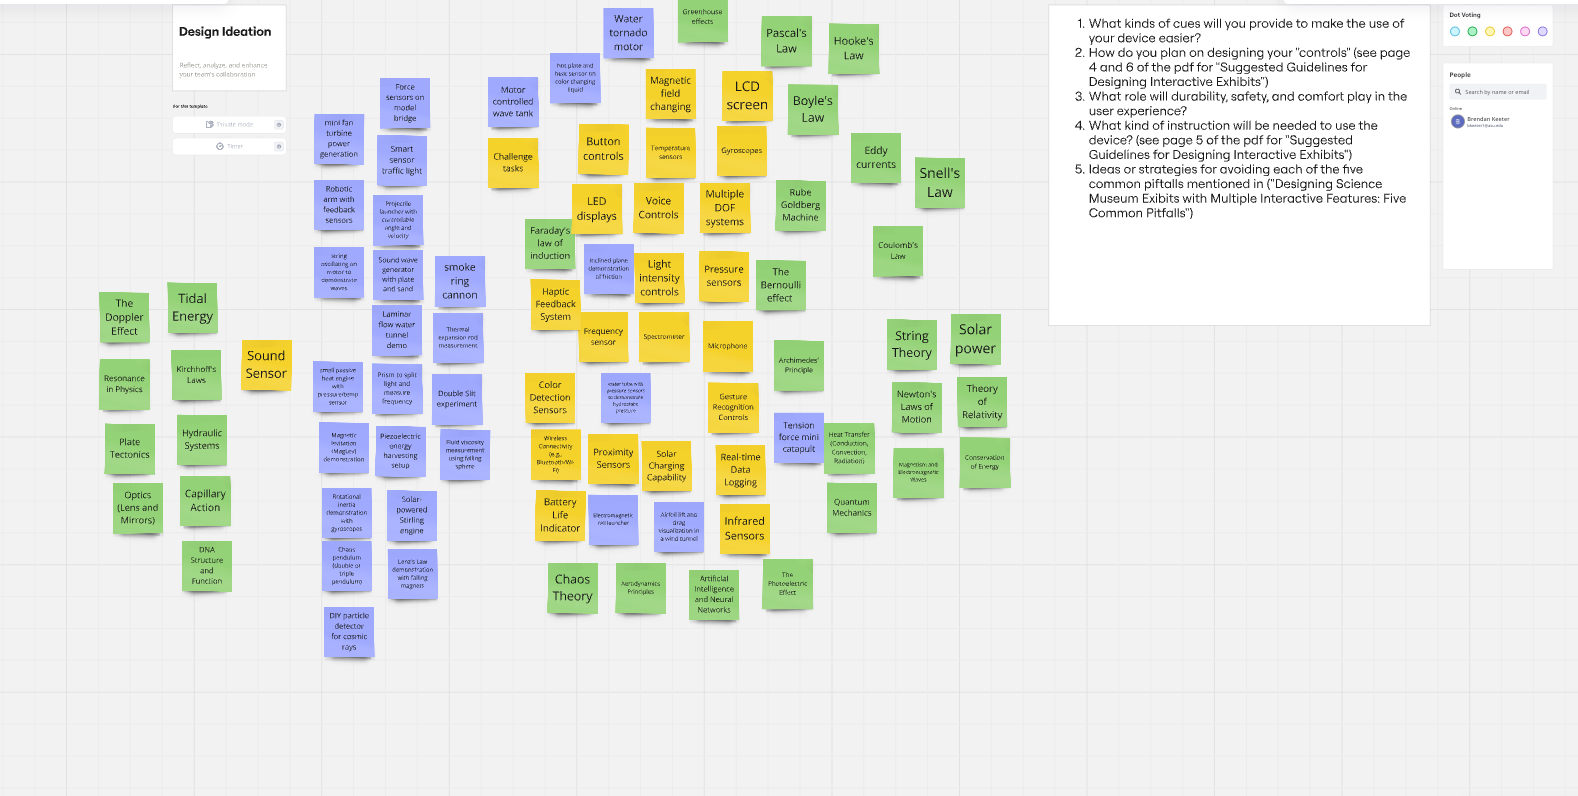 Design Ideation
Reflect, analyze, and enhance
your team's collaboration
For this template
Private mode
Timer
Water
tornado
motor
Greenhouse
effects
Pascal's
Law
Hooke's
Law
hot plate and
heat sensor on
color changing
liquid
Force
sensors on
modal
bridge
Motor
controlled
wave tank
Magnetic
field
changing
LCD
screen
Boyle's
Law
mini fan
turbine
power
generation
Smart
sensor
traffic light
Challenge
tasks
Button
controls
Temperature
sensors
Gyroscopes
Eddy
currents
Snell's
Law
Robotic
arm with
feedback
sensors
Projectile
launcher with
controllable
angle and
velocity
LED
displays
Voice
Controls
Multiple
DOF
systems
Rube
Goldberg
Machine
Faraday's
law of
induction
Coulomb's
Law
string
oscillating on
motor to
demonstrate
waves
Sound wave
generator
with plate
and sand
smoke
ring
cannon
Inclined plane
demonstration
of friction
Light
intensity
controls
Pressure
sensors
The
Bernoulli
effect
The
Doppler
Effect
Tidal
Energy
Haptic
Feedback
System
Laminar
flow water
tunnel
demo
Thermal
expansion rod
measurement
Frequency
sensor
Spectrometer
Microphone
String
Theory
Solar
power
Sound
Sensor
Archimedes'
Principle
Resonance
in Physics
Kirchhoff's
Laws
small passive
heat engine
with
pressure/temp
sensor
Prism to split
light and
measure
frequency
Double Slit
experiment
Color
Detection
Sensors
water tube with
pressure sensors
to demonstrate
hydrostatic
pressure
Gesture
Recognition
Controls
Newton's
Laws of
Motion
Theory
of
Relativity
Plate
Tectonics
Hydraulic
Systems
Magnetic
levitation
(Maglev)
demonstration
Piezoelectric
energy
harvesting
setup
Fluid viscosity
measurement
using falling
sphere
Wireless
Connectivity
(e.g.,
Bluetooth/Wi-
Fi)
Proximity
Sensors
Solar
Charging
Capability
Real-time
Data
Logging
Tension
force mini
catapult
Heat Transfer
(Conduction,
Convection,
Radiation)
Magnetism and
Electromagnetic
Waves
Conservation
of Energy
Optics
(Lens and
Mirrors)
Capillary
Action
Rotational
inertia
demonstration
with
gyroscopes
Solar-
powered
Stirling
engine
Battery
Life
Indicator
Electromagnetic
rail launcher
Airfoil lift and
drag
visualization in
a wind tunnel
Infrared
Sensors
Quantum
Mechanics
DNA
Structure
and
Function
Chaos
pendulum
(double or
triple
pendulum)
Lenz's Law
demonstration
with falling
magnets
Chaos
Theory
Aerodynamics
Principles
Artificial
Intelligence
and Neural
Networks
The
Photoelectric
Effect
DIY particle
detector
for cosmic
rays
1. What kinds of cues will you provide to make the use of
your device easier?
2. How do you plan on designing your "controls" (see page
4 and 6 of the pdf for "Suggested Guidelines for
Designing Interactive Exhibits")
3. What role will durability, safety, and comfort play in the
user experience?
4. What kind of instruction will be needed to use the
device? (see page 5 of the pdf for "Suggested
Guidelines for Designing Interactive Exhibits")
5. Ideas or strategies for avoiding each of the five
common piftalls mentioned in ("Designing Science
Museum Exibits with Multiple Interactive Features: Five
Common Pitfalls")
Dot Voting
People
Search by name or email
Online
B
Brendan Keeter